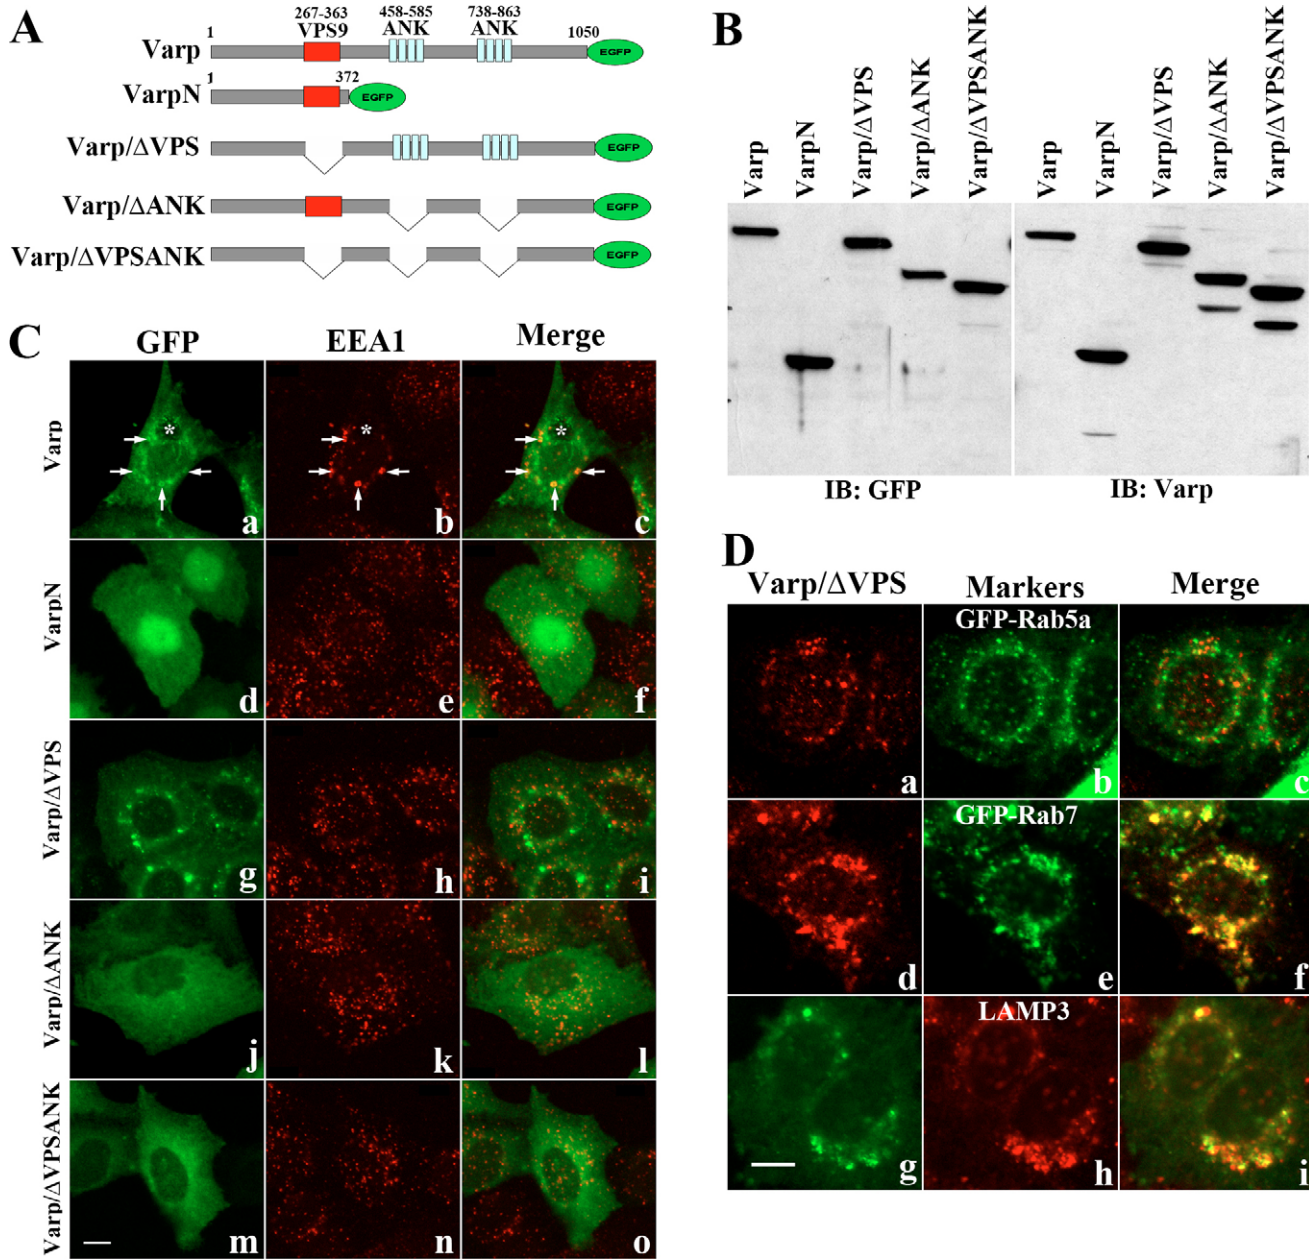 A
1
267-363
VPS9
458-585
ANK
738-863
ANK
1050
Varp
EGFP
1
372
VarpN
EGFP
Varp/ΔVPS
EGFP
Varp/ΔANK
EGFP
Varp/ΔVPSANK
EGFP
B
Varp
VarpN
Varp/ΔVPS
Varp/ΔANK
Varp/ΔVPSANK
Varp
VarpN
Varp/ΔVPS
Varp/ΔANK
Varp/ΔVPSANK
IB: GFP
IB: Varp
C
GFP
EEA1
Merge
Varp
*
*
*
a
b
c
VarpN
d
e
f
Varp/ΔVPS
g
h
i
Varp/ΔANK
j
k
l
Varp/ΔVPSANK
m
n
o
D
Varp/ΔVPS
Markers
Merge
GFP-Rab5a
a
b
c
GFP-Rab7
d
e
f
LAMP3
g
h
i